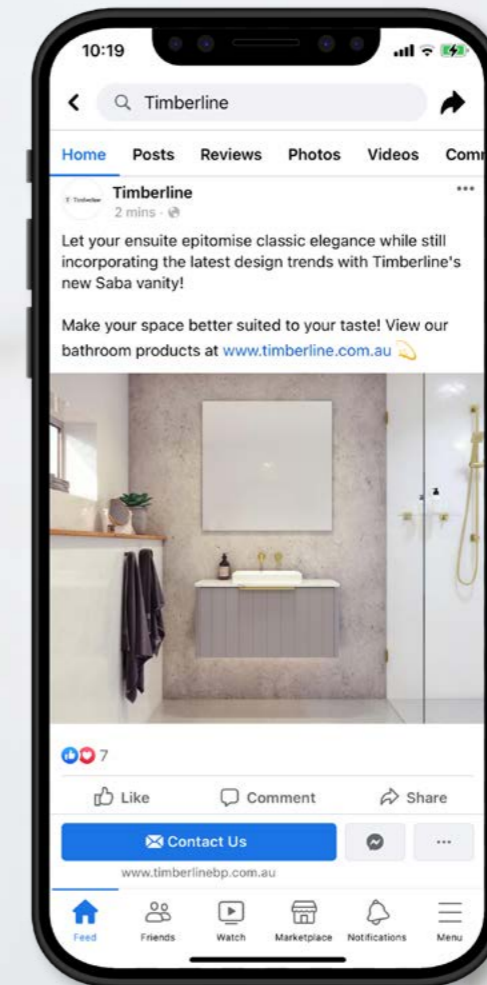 10:19
Timberline
Home Posts Reviews Photos Videos Comm
Timberline
2 mins ·
Let your ensuite epitomise classic elegance while still
incorporating the latest design trends with Timberline's
new Saba vanity!
Make your space better suited to your taste! View our
bathroom products at www.timberline.com.au
7
Like Comment Share
Contact Us
www.timberlinebp.com.au
Feed Friends Watch Marketplace Notifications Menu